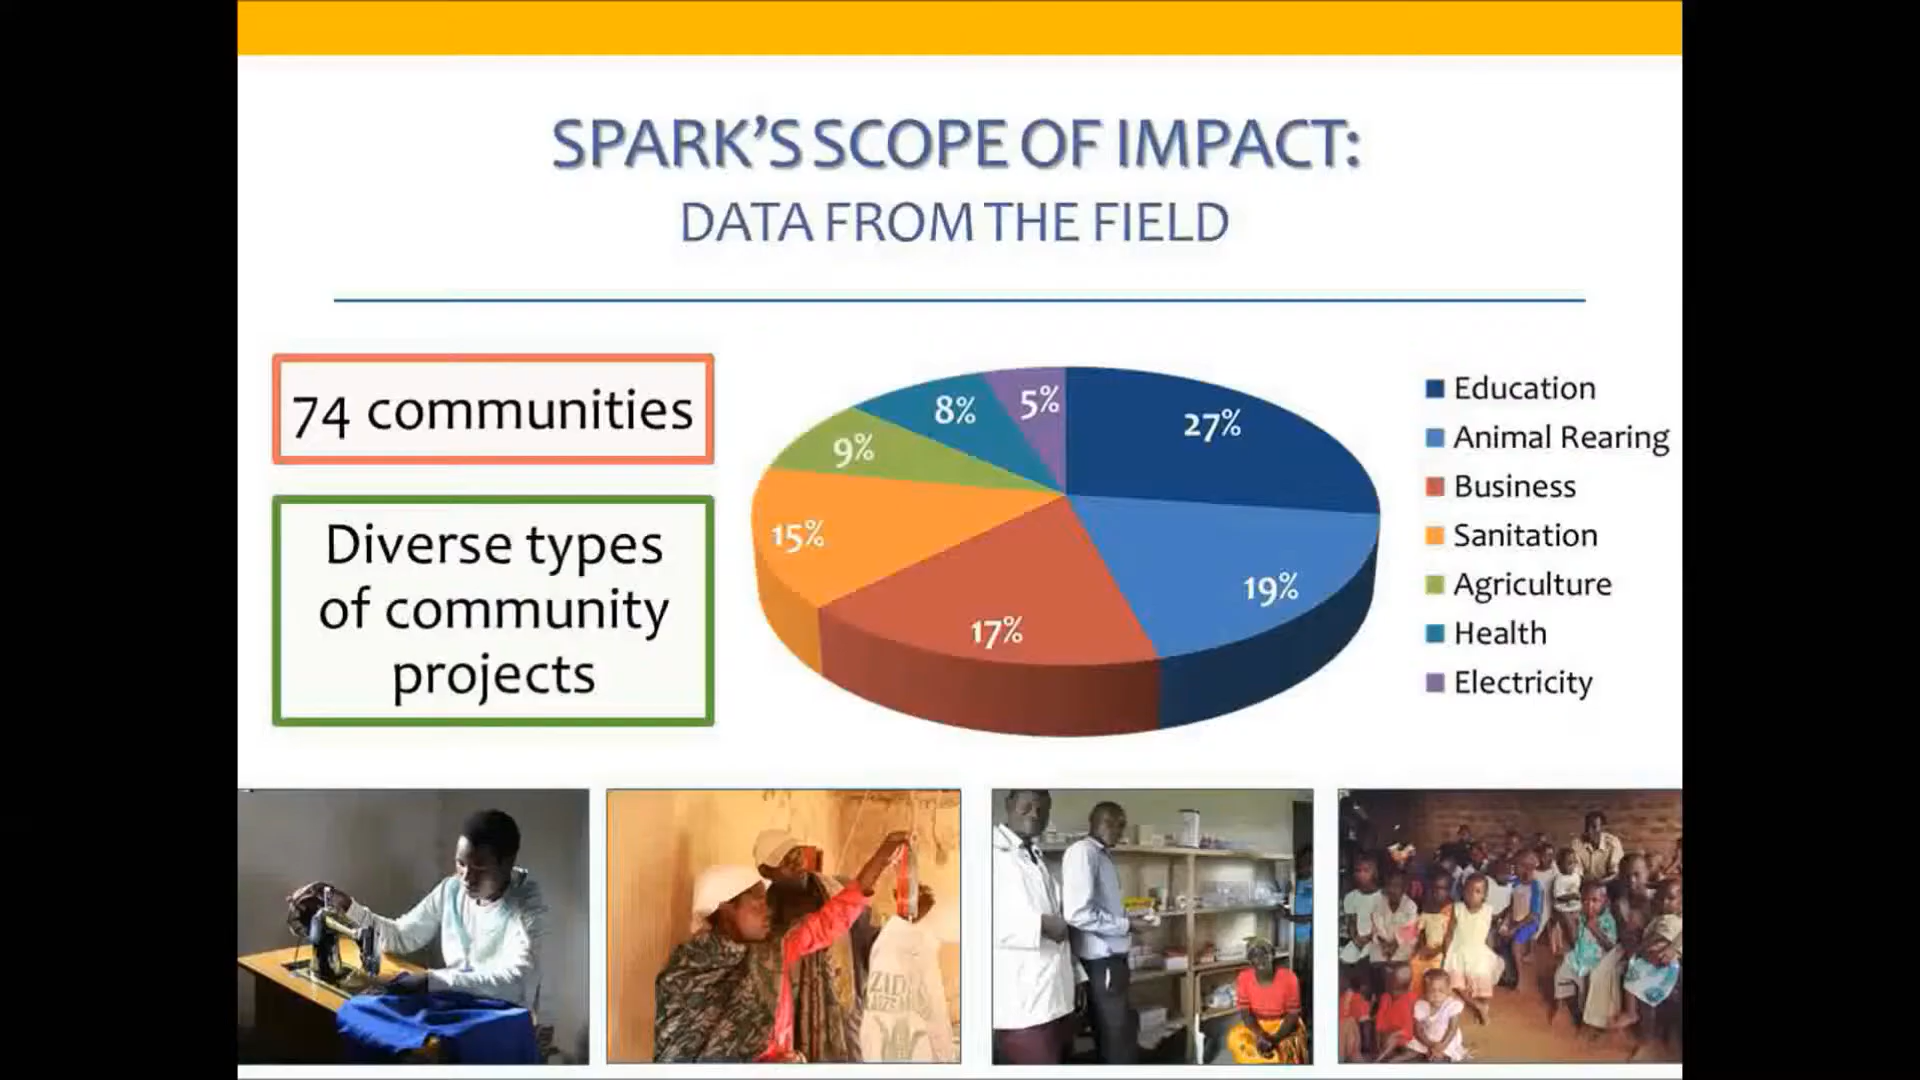 SPARK'S SCOPE OF IMPACT:
DATA FROM THE FIELD
74 communities
Diverse types
of community
projects
27%
19%
17%
15%
9%
8%
5%
Education
Animal Rearing
Business
Sanitation
Agriculture
Health
Electricity